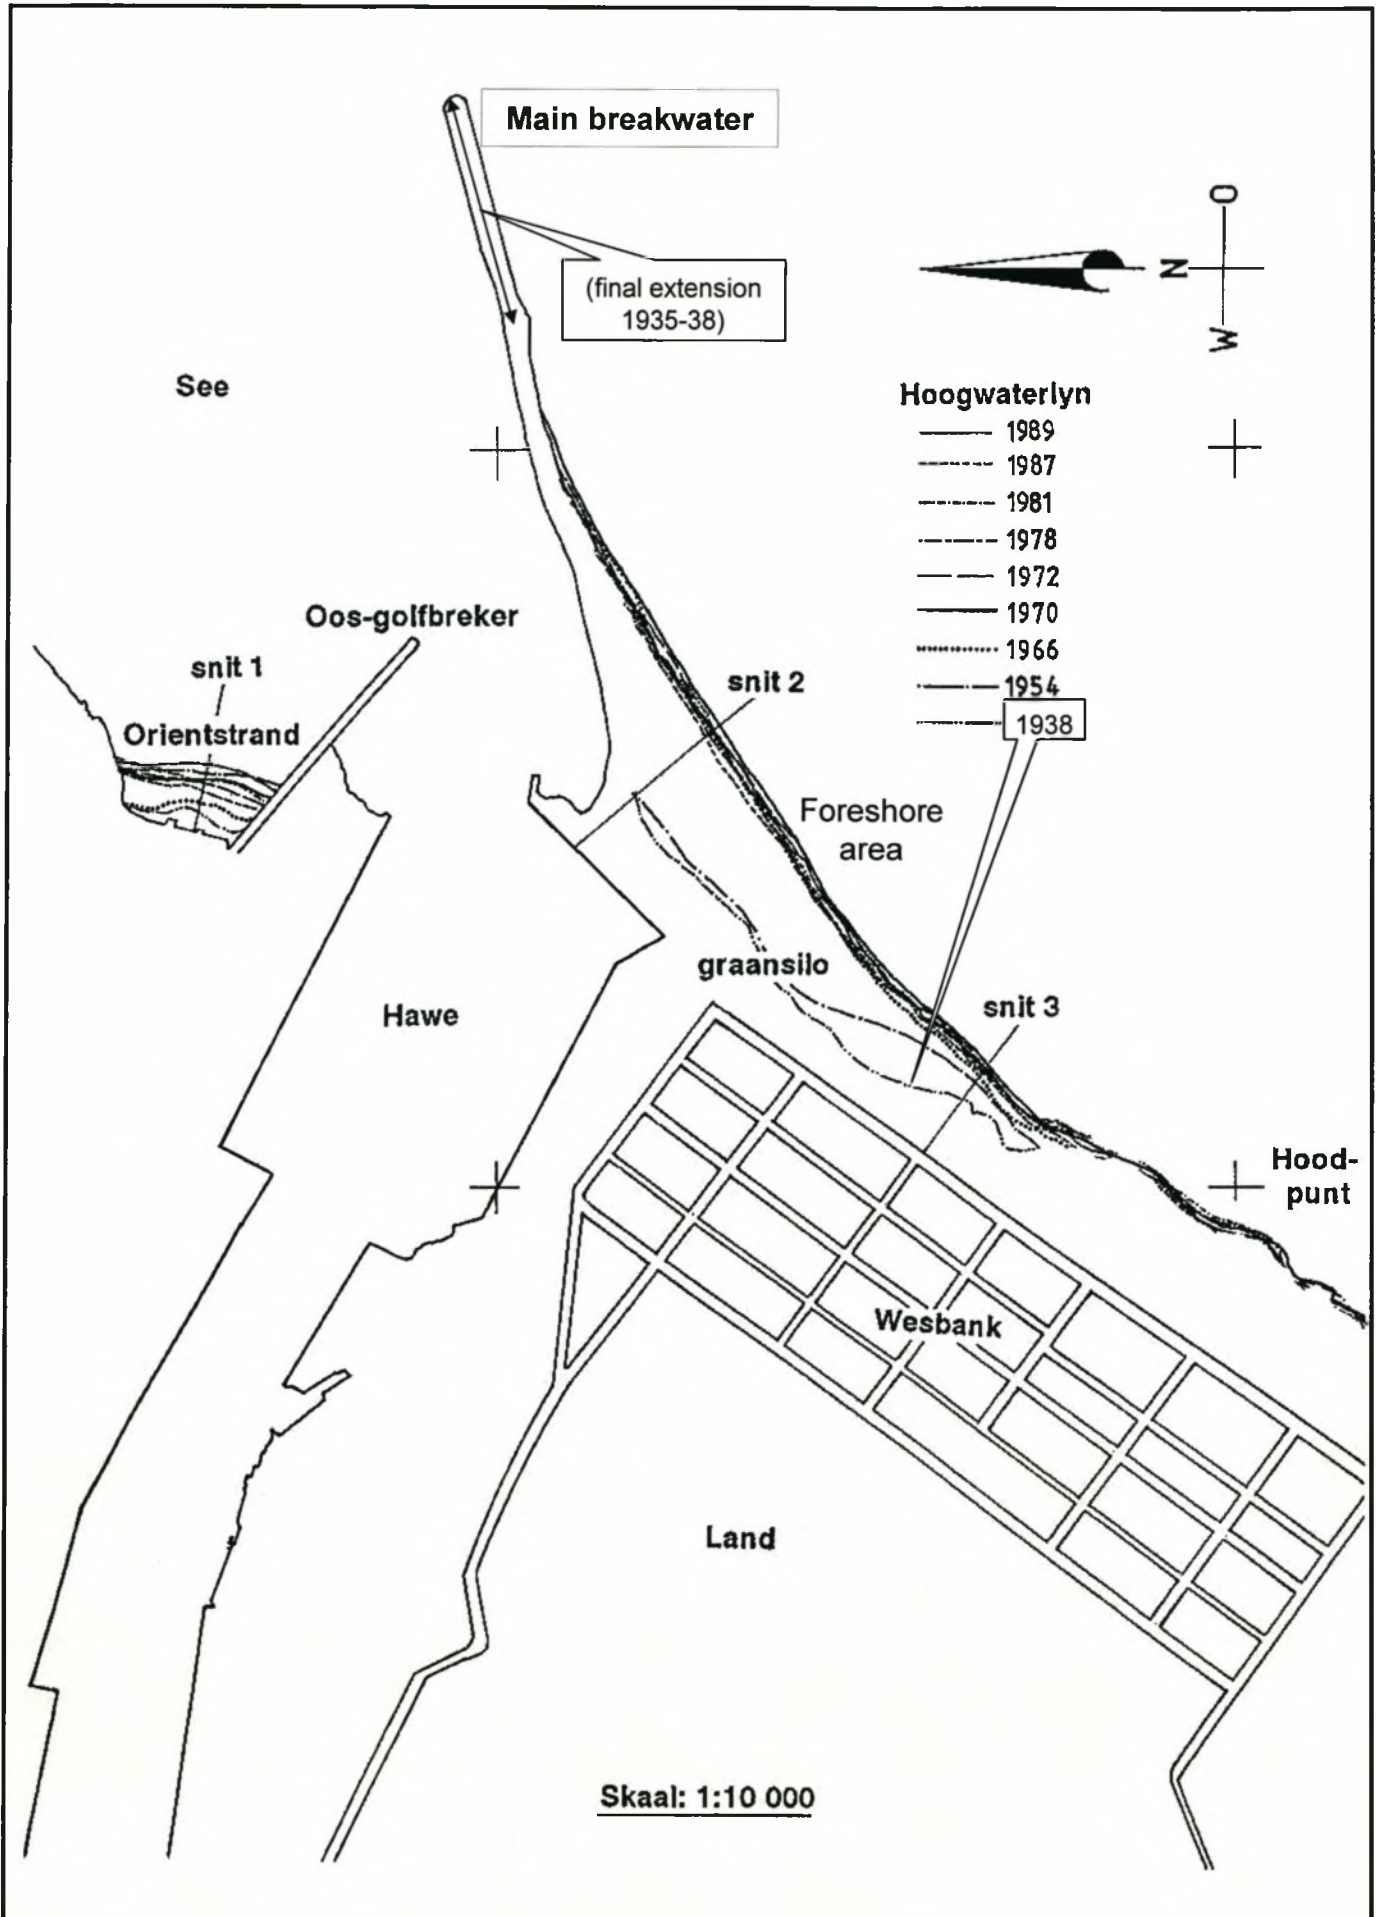 Main breakwater
(final extension
1935-38)
O
N
W
See
Hoogwaterlyn
1989
1987
1981
1978
1972
1970
1966
1954
1938
Oos-golfbreker
snit 1
Orientstrand
snit 2
Foreshore
area
graansilo
snit 3
Hawe
Hood-
punt
Wesbank
Land
Skaal: 1:10 000